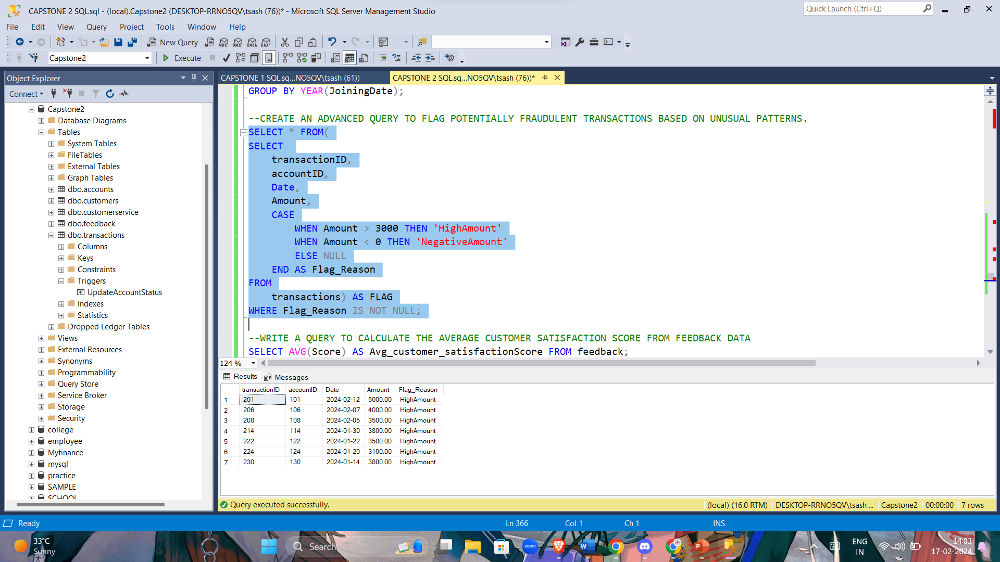 CAPSTONE 2 SQL.sql - (local).Capstone2 (DESKTOP-RRNO5QV\tsash (76))* - Microsoft SQL Server Management Studio
Quick Launch (Ctrl+Q)
File Edit View Query Project Tools Window Help
New Query MDX DMX XMLA DAX
Capstone2 Execute
Object Explorer
Connect
Capstone2
Database Diagrams
Tables
System Tables
FileTables
External Tables
Graph Tables
dbo.accounts
dbo.customers
dbo.customerservice
dbo.feedback
dbo.transactions
Columns
Keys
Constraints
Triggers
UpdateAccountStatus
Indexes
Statistics
Dropped Ledger Tables
Views
External Resources
Synonyms
Programmability
Query Store
Service Broker
Storage
Security
college
employee
Myfinance
mysql
practice
SAMPLE
SCHOOL
CAPSTONE 1 SQL.sq...NO5QV\tsash (61))
CAPSTONE 2 SQL.sq...NO5QV\tsash (76))*
GROUP BY YEAR(JoiningDate);
--CREATE AN ADVANCED QUERY TO FLAG POTENTIALLY FRAUDULENT TRANSACTIONS BASED ON UNUSUAL PATTERNS.
SELECT * FROM(
SELECT
transactionID,
accountID,
Date,
Amount,
CASE
WHEN Amount > 3000 THEN 'HighAmount'
WHEN Amount < 0 THEN 'NegativeAmount'
ELSE NULL
END AS Flag_Reason
FROM
transactions) AS FLAG
WHERE Flag_Reason IS NOT NULL;
--WRITE A QUERY TO CALCULATE THE AVERAGE CUSTOMER SATISFACTION SCORE FROM FEEDBACK DATA
SELECT AVG(Score) AS Avg_customer_satisfactionScore FROM feedback;
124 %
Results Messages
transactionID accountID Date Amount Flag_Reason
1 201 101 2024-02-12 5000.00 HighAmount
2 206 106 2024-02-07 4000.00 HighAmount
3 208 108 2024-02-05 3500.00 HighAmount
4 214 114 2024-01-30 3800.00 HighAmount
5 222 122 2024-01-22 3500.00 HighAmount
6 224 124 2024-01-20 3100.00 HighAmount
7 230 130 2024-01-14 3800.00 HighAmount
Query executed successfully. (local) (16.0 RTM) DESKTOP-RRNO5QV\tsash ... Capstone2 00:00:00 7 rows
Ready Ln 366 Col 1 Ch 1 INS
33°C
Sunny
Search
zoom
W
P
ENG
IN
14:03
17-02-2024